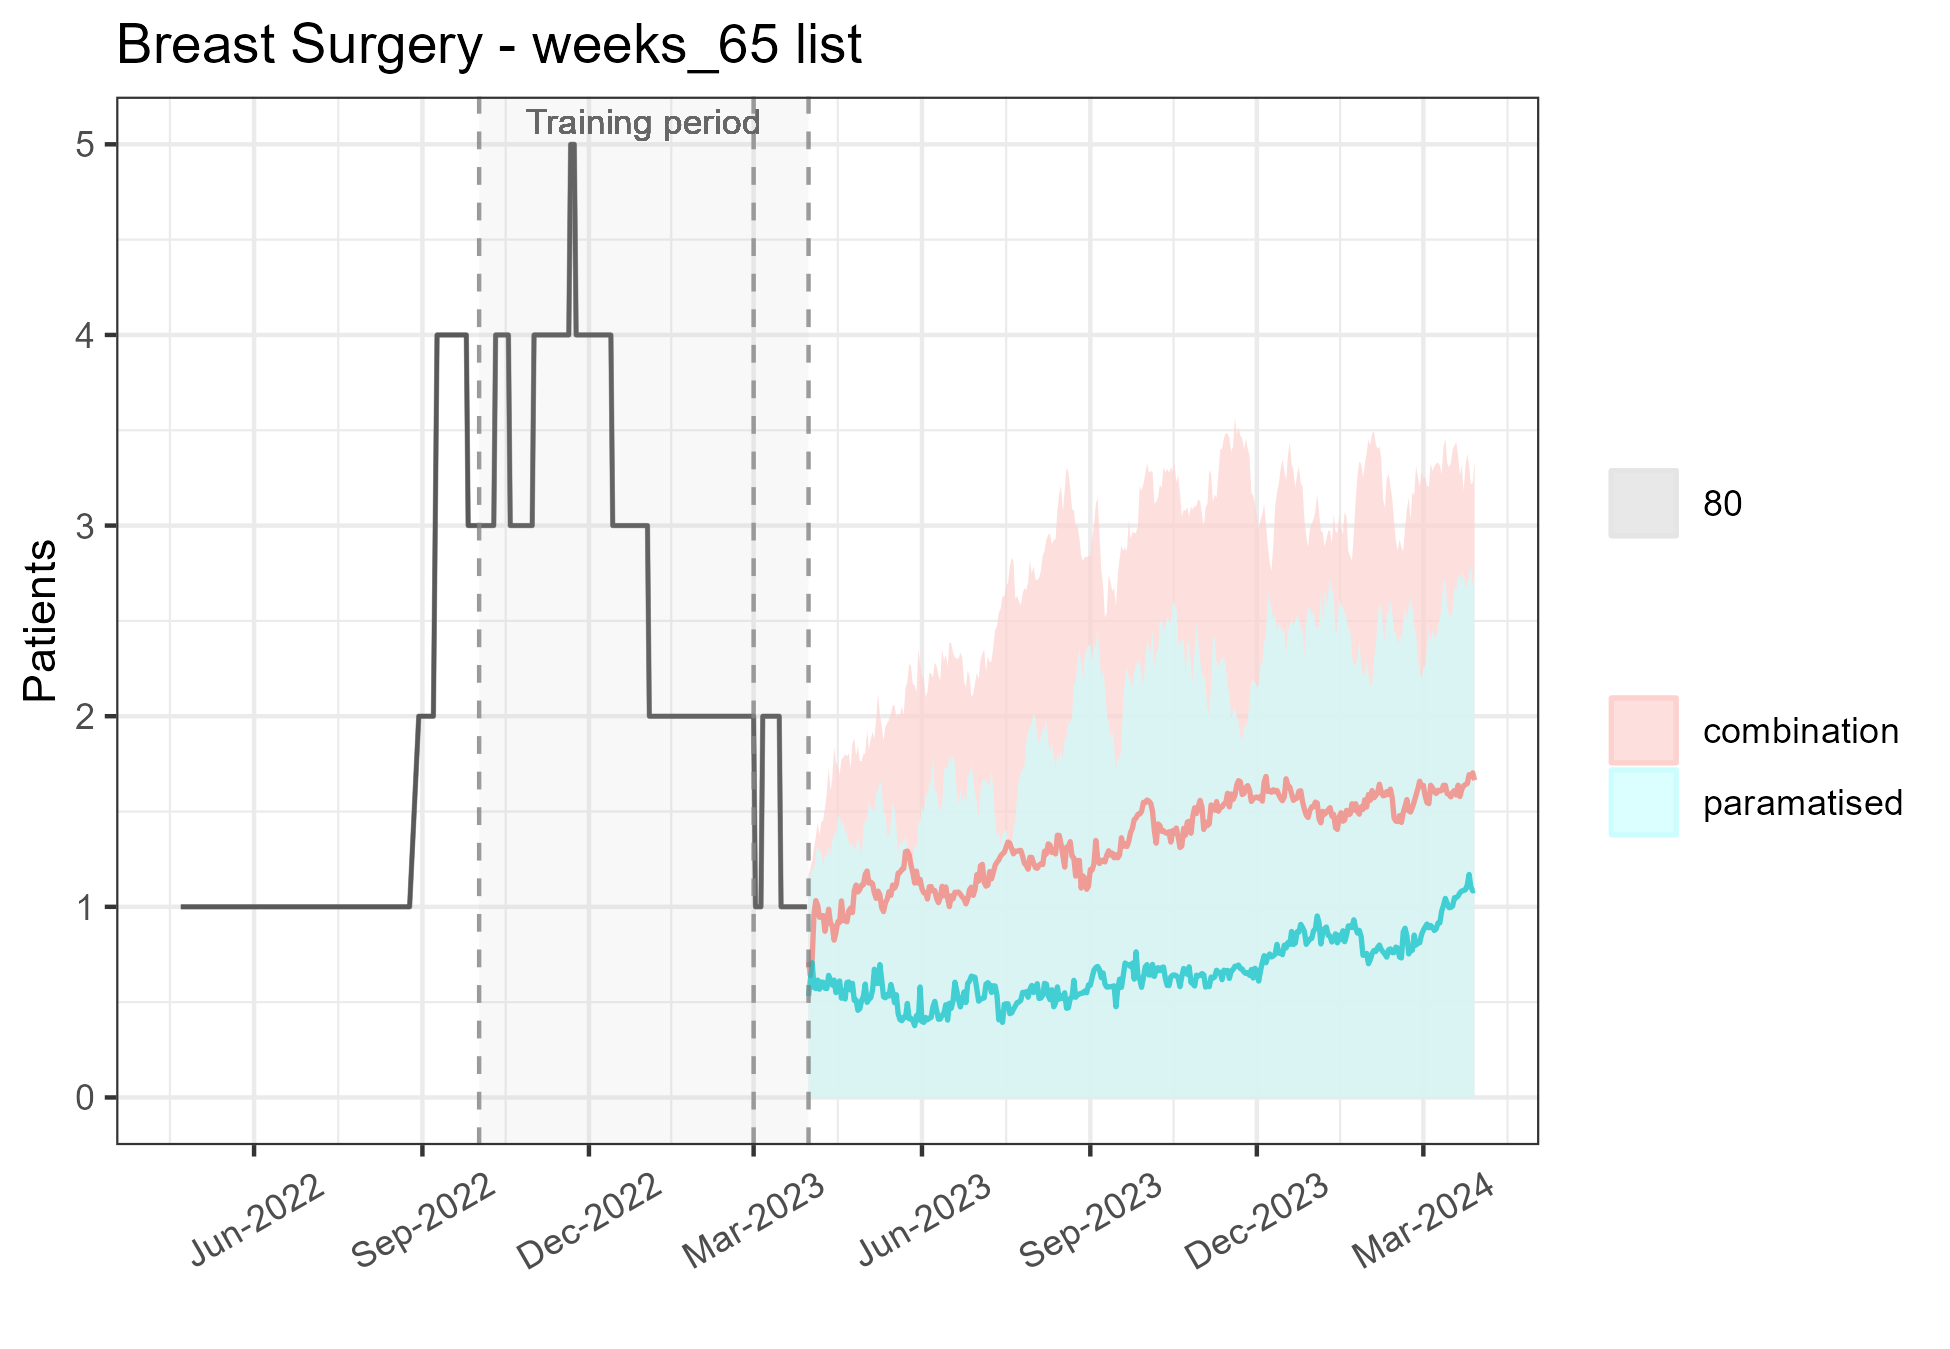 Breast Surgery - weeks_65 list
Training period
5
4
3
2
1
0
Patients
Jun-2022
Sep-2022
Dec-2022
Mar-2023
Jun-2023
Sep-2023
Dec-2023
Mar-2024
80
combination
paramatised